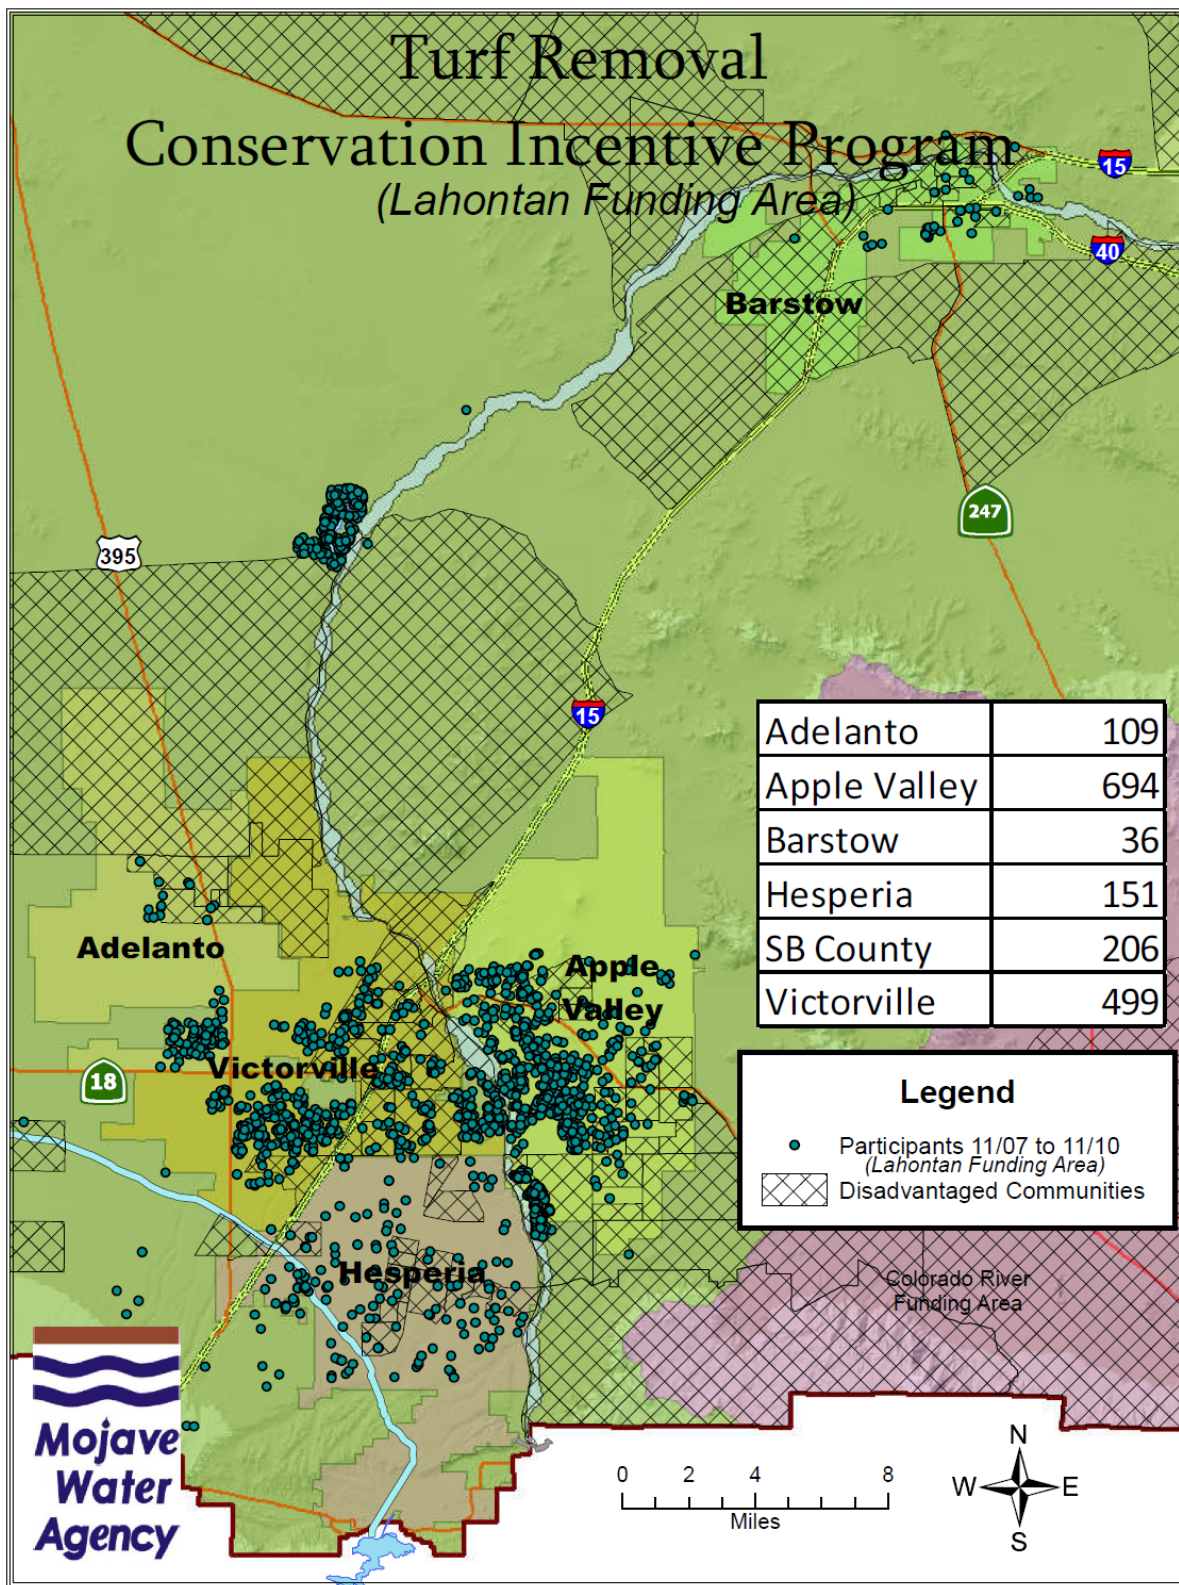 Turf Removal
Conservation Incentive Program
(Lahontan Funding Area)
15
40
Barstow
247
395
15
Adelanto 109
Apple Valley 694
Barstow 36
Hesperia 151
SB County 206
Victorville 499
Adelanto
Apple
Valley
Victorville
18
Hesperia
Legend
Participants 11/07 to 11/10
(Lahontan Funding Area)
Disadvantaged Communities
Colorado River
Funding Area
Mojave
Water
Agency
0 2 4 8
Miles
N
W E
S